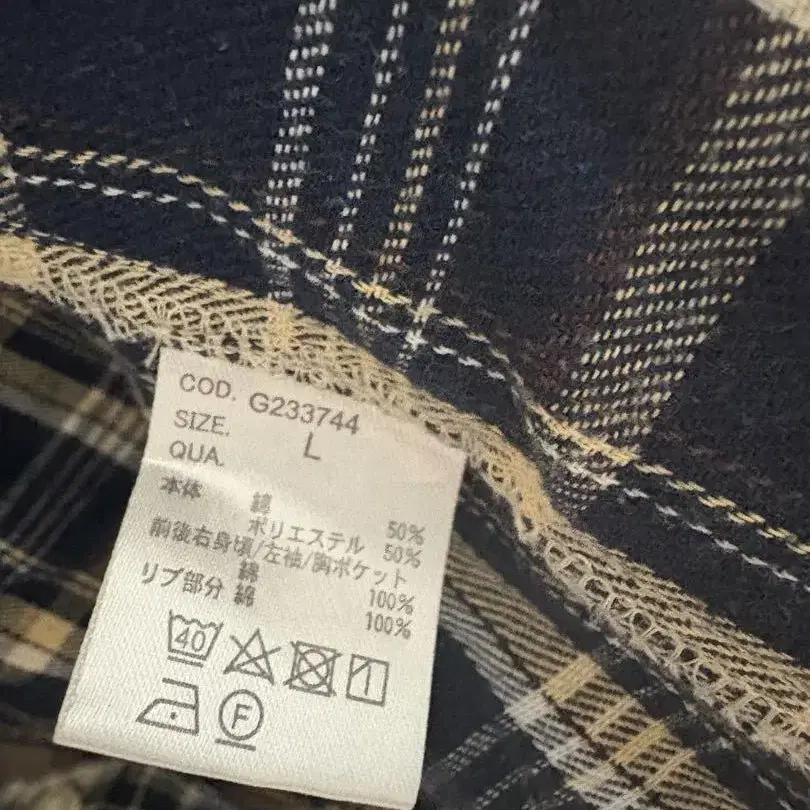 COD. G233744
SIZE. L
QUA.
本体 綿 50%
ポリエステル 50%
前後右身頃/左袖/胸ポケット
綿 100%
リブ部分 綿 100%
40
F